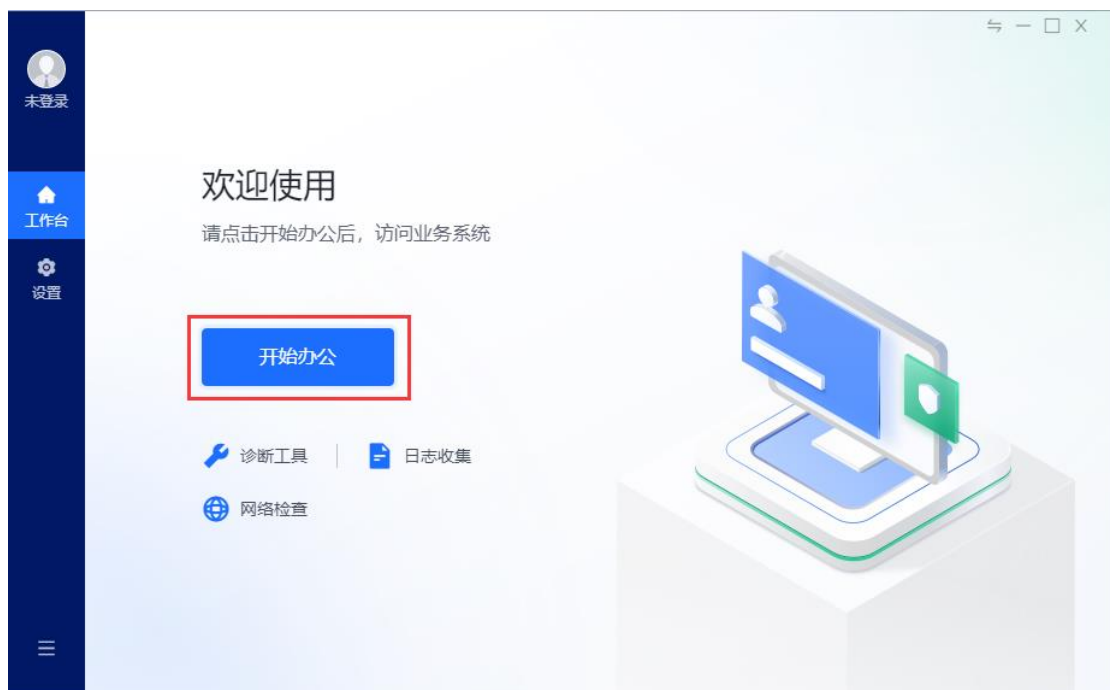 未登录
工作台
设置
欢迎使用
请点击开始办公后，访问业务系统
开始办公
诊断工具
日志收集
网络检查